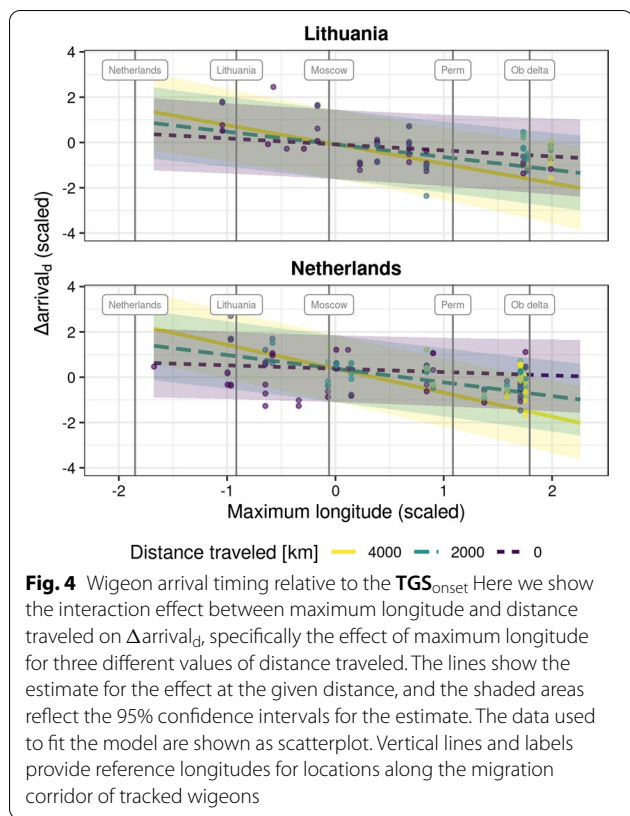 Lithuania
Netherlands Lithuania Moscow Perm Ob delta
4
2
0
-2
-4
Netherlands
Netherlands Lithuania Moscow Perm Ob delta
4
2
0
-2
-4
Δarrival_d (scaled)
-2 -1 0 1 2
Maximum longitude (scaled)
Distance traveled [km] 4000 2000 0
Fig. 4 Wigeon arrival timing relative to the TGS_onset Here we show
the interaction effect between maximum longitude and distance
traveled on Δarrival_d, specifically the effect of maximum longitude
for three different values of distance traveled. The lines show the
estimate for the effect at the given distance, and the shaded areas
reflect the 95% confidence intervals for the estimate. The data used
to fit the model are shown as scatterplot. Vertical lines and labels
provide reference longitudes for locations along the migration
corridor of tracked wigeons